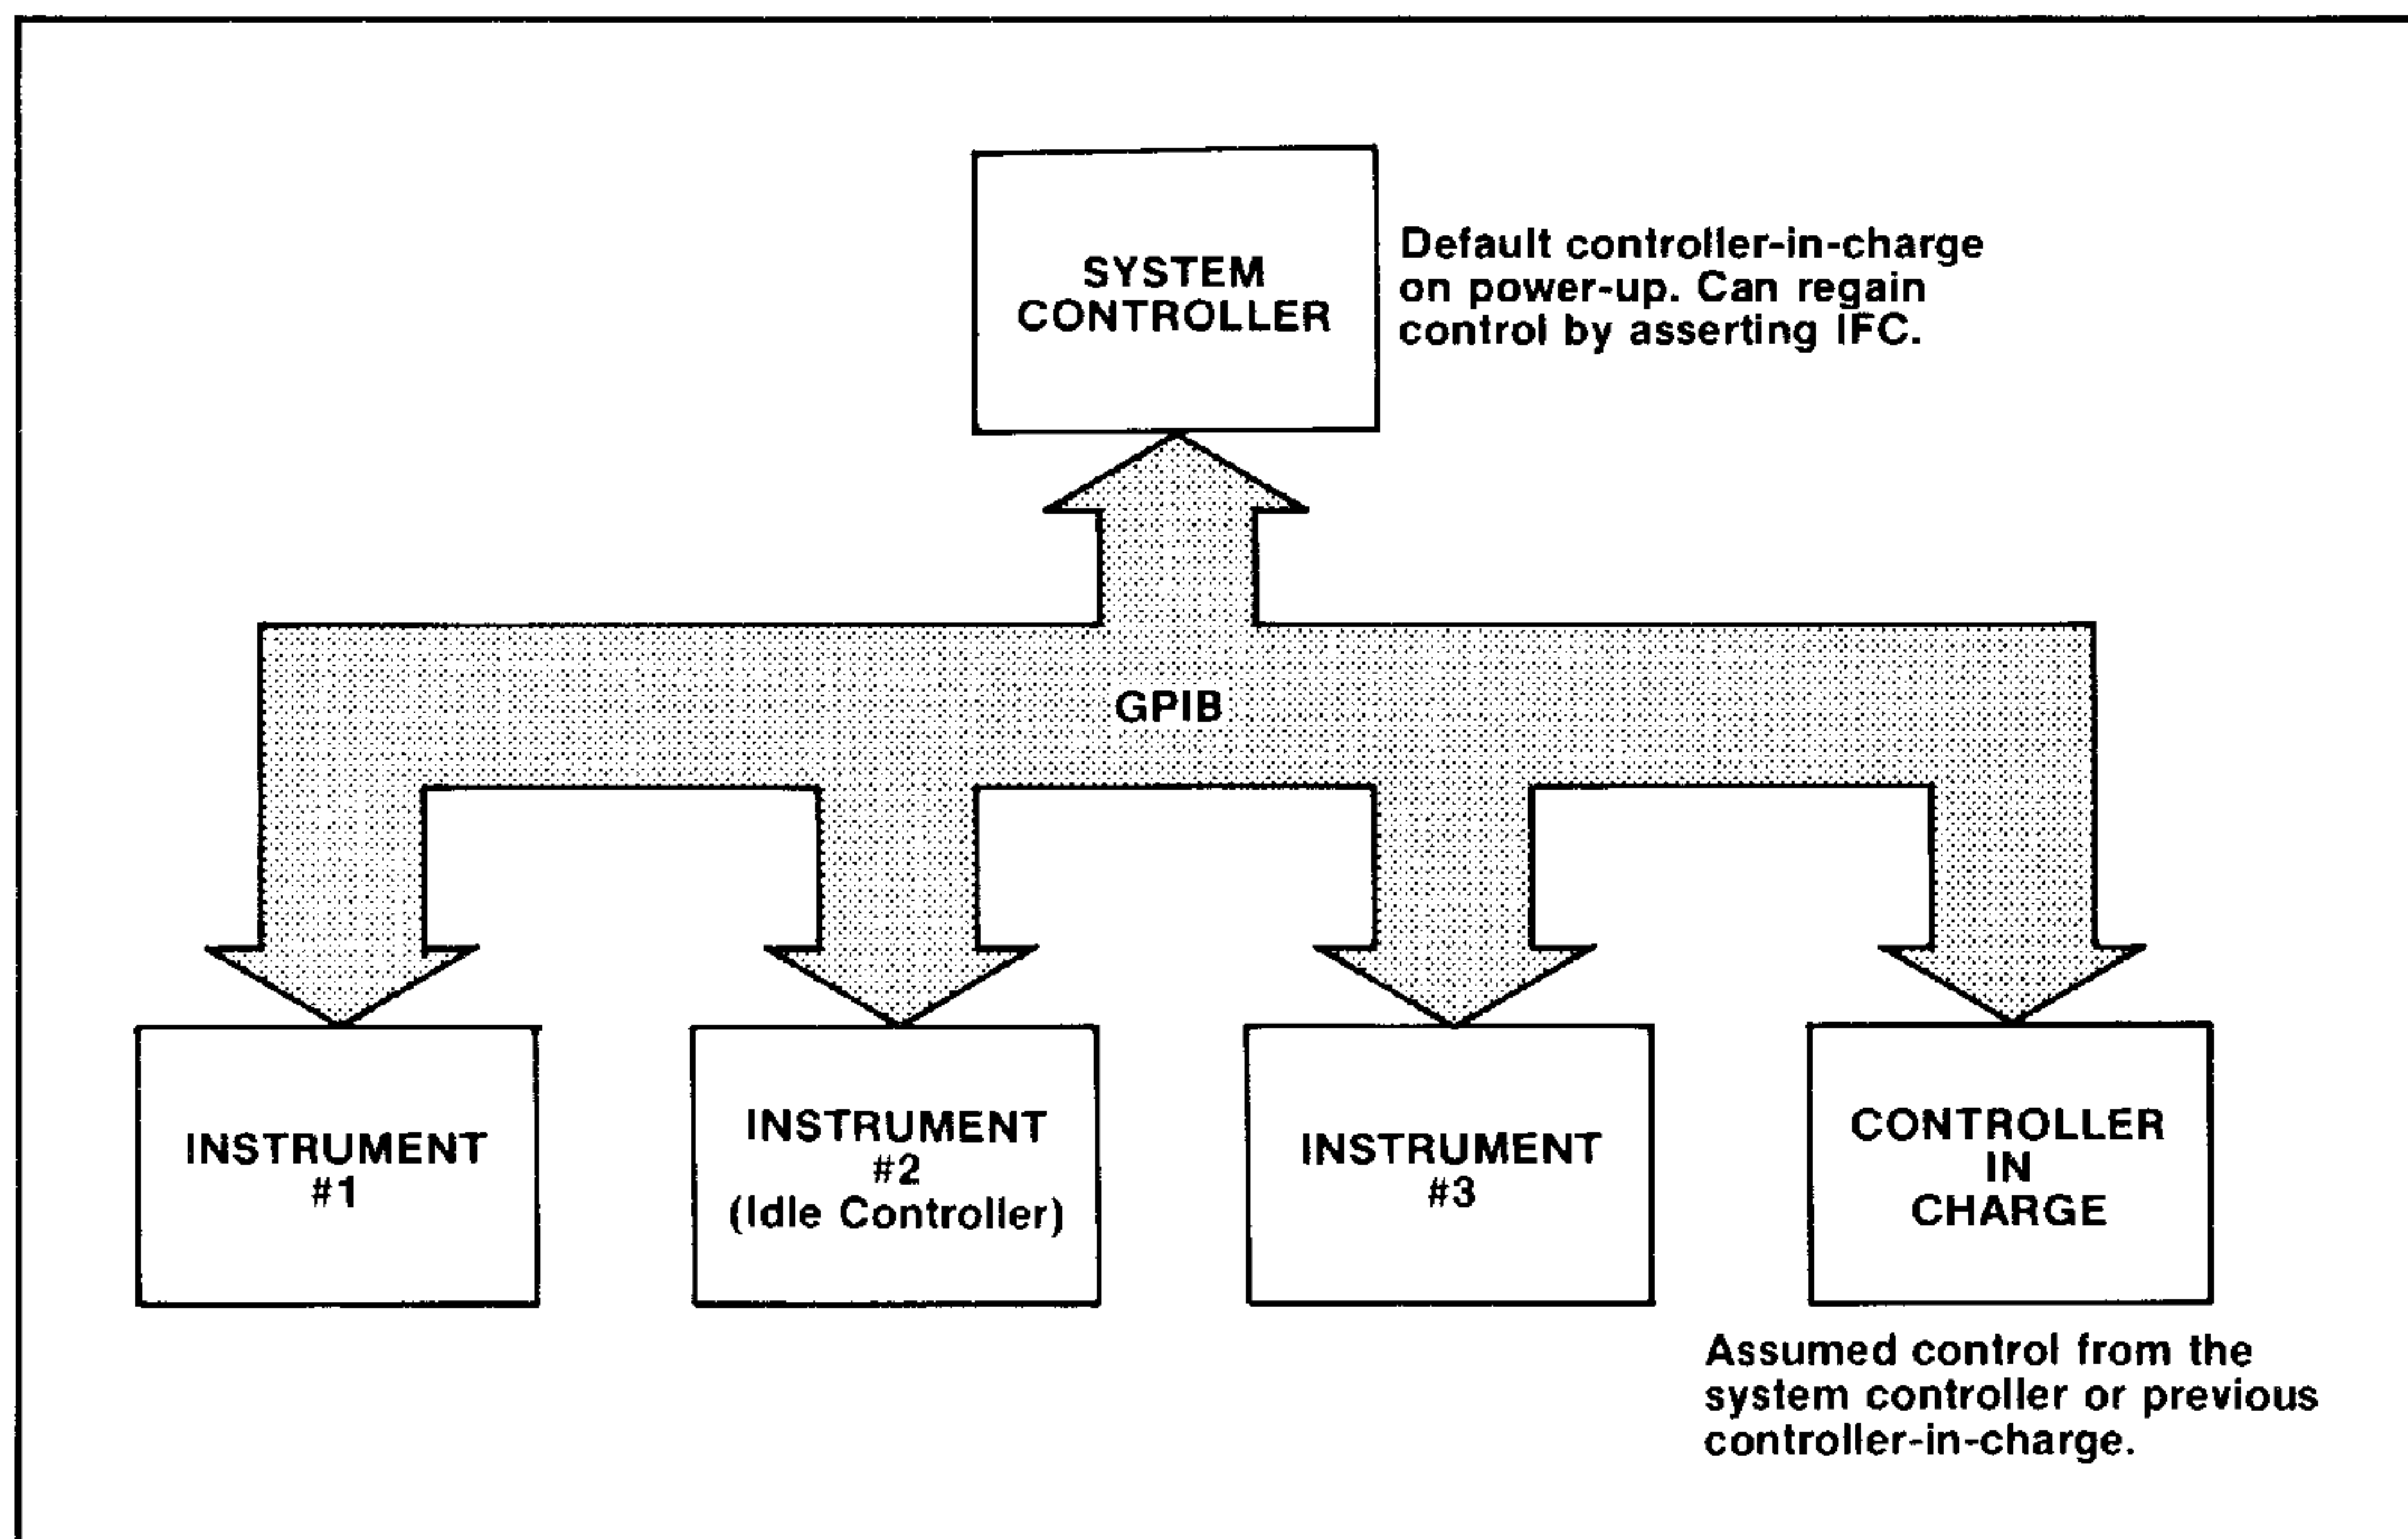 SYSTEM
CONTROLLER
Default controller-in-charge
on power-up. Can regain
control by asserting IFC.
GPIB
INSTRUMENT
#1
INSTRUMENT
#2
(Idle Controller)
INSTRUMENT
#3
CONTROLLER
IN
CHARGE
Assumed control from the
system controller or previous
controller-in-charge.